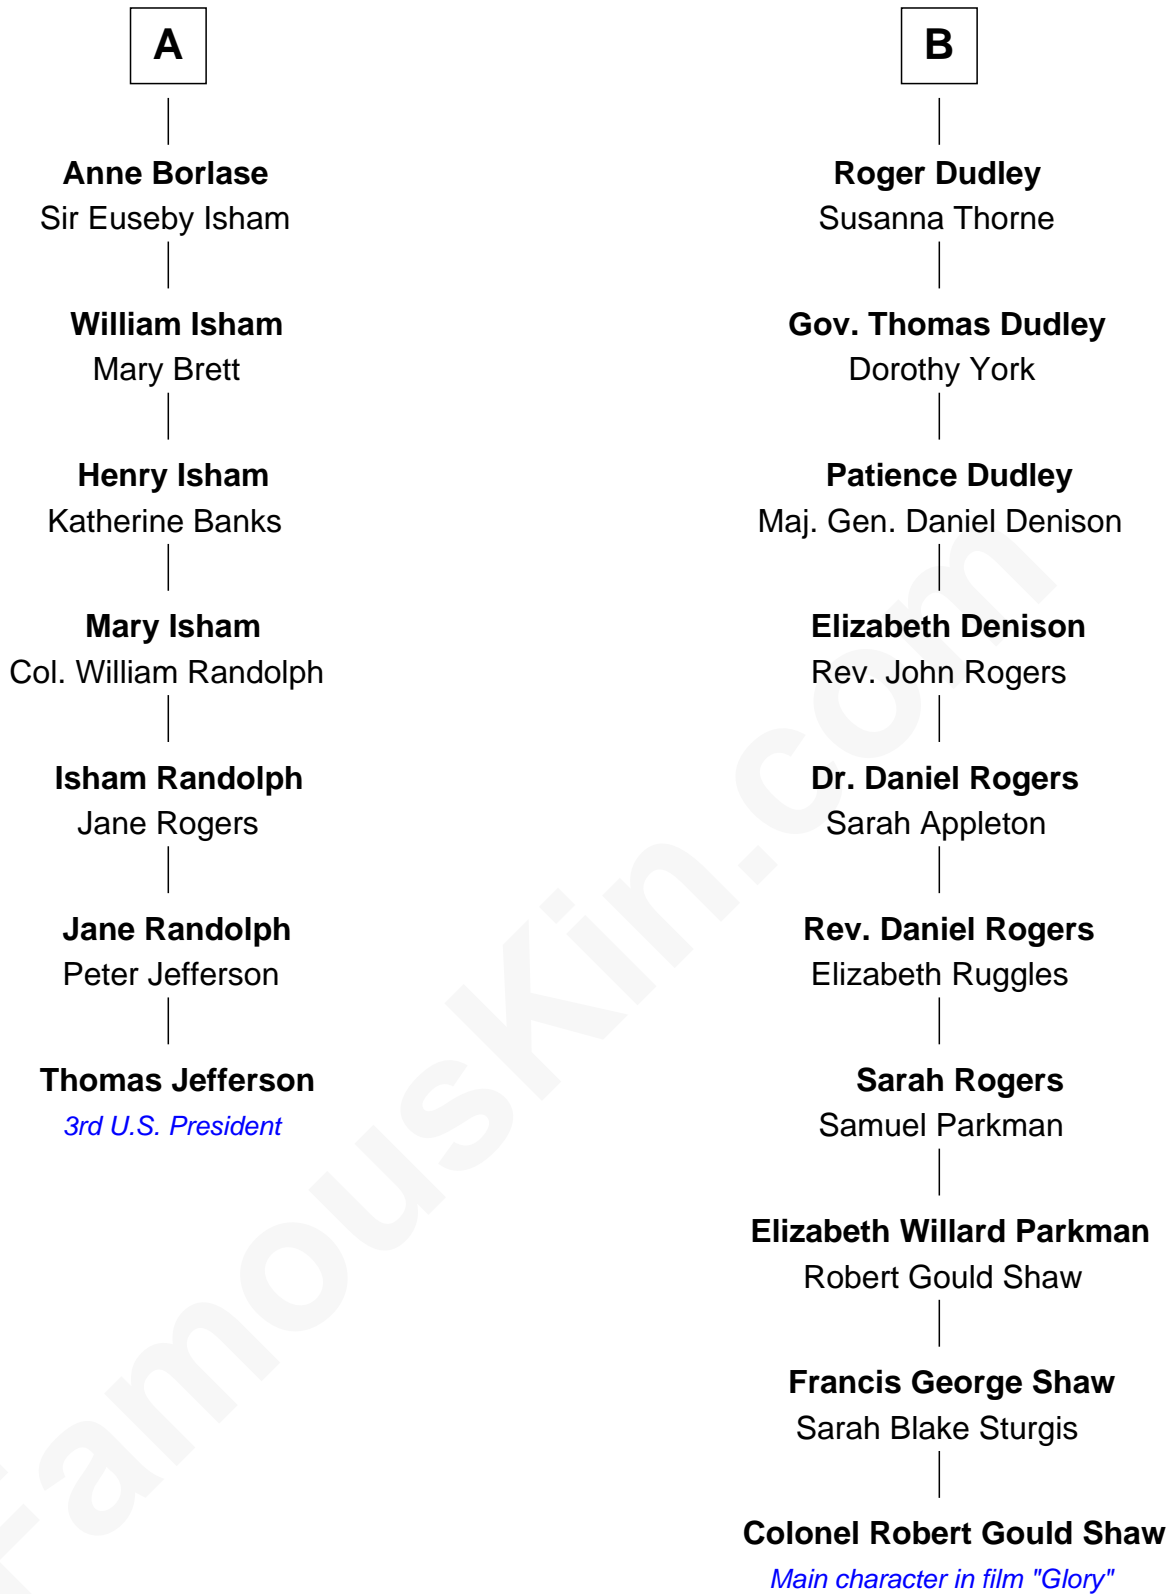 A
Anne Borlase
Sir Euseby Isham
William Isham
Mary Brett
Henry Isham
Katherine Banks
Mary Isham
Col. William Randolph
Isham Randolph
Jane Rogers
Jane Randolph
Peter Jefferson
Thomas Jefferson
3rd U.S. President
B
Roger Dudley
Susanna Thorne
Gov. Thomas Dudley
Dorothy York
Patience Dudley
Maj. Gen. Daniel Denison
Elizabeth Denison
Rev. John Rogers
Dr. Daniel Rogers
Sarah Appleton
Rev. Daniel Rogers
Elizabeth Ruggles
Sarah Rogers
Samuel Parkman
Elizabeth Willard Parkman
Robert Gould Shaw
Francis George Shaw
Sarah Blake Sturgis
Colonel Robert Gould Shaw
Main character in film "Glory"
FamousKin.com